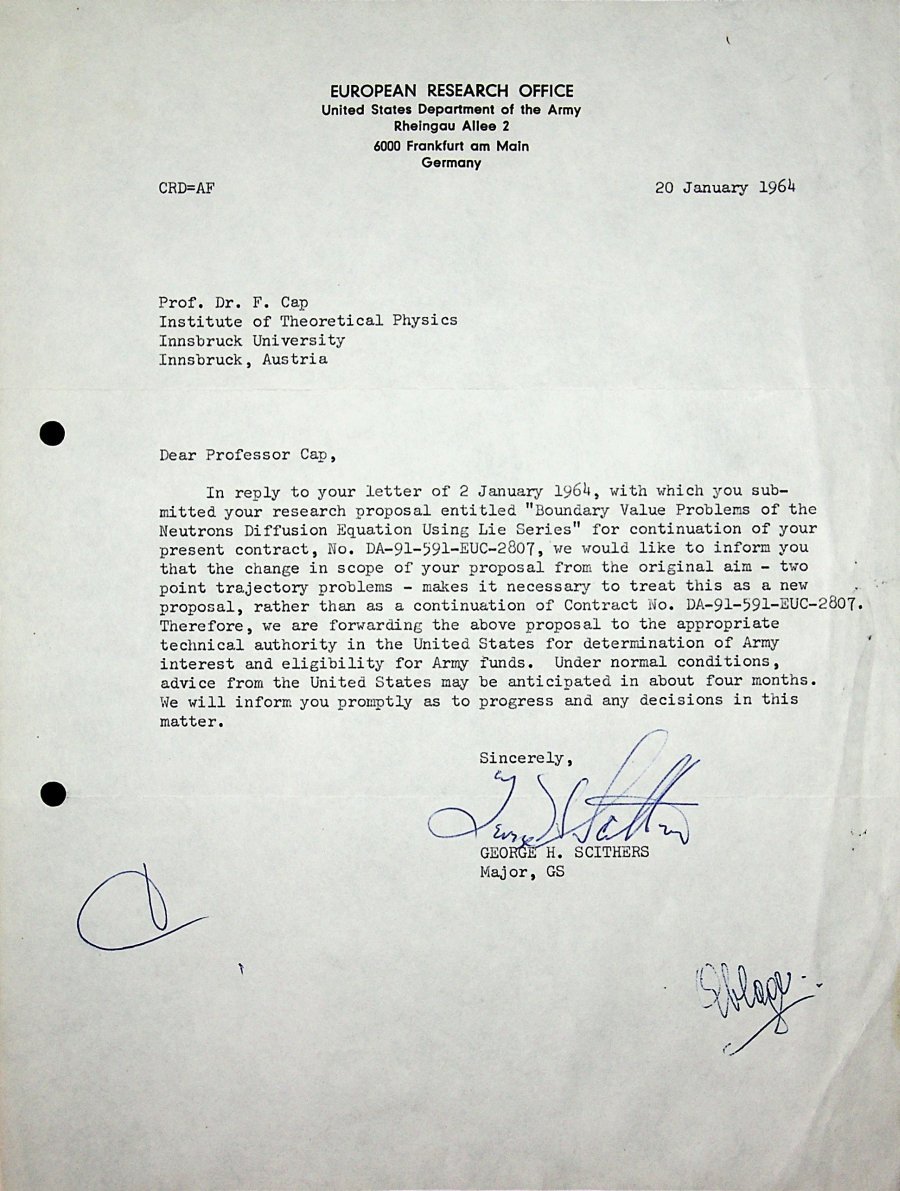 EUROPEAN RESEARCH OFFICE
United States Department of the Army
Rheingau Allee 2
6000 Frankfurt am Main
Germany
CRD=AF 20 January 1964
Prof. Dr. F. Cap
Institute of Theoretical Physics
Innsbruck University
Innsbruck, Austria
Dear Professor Cap,
In reply to your letter of 2 January 1964, with which you sub-
mitted your research proposal entitled "Boundary Value Problems of the
Neutrons Diffusion Equation Using Lie Series" for continuation of your
present contract, No. DA-91-591-EUC-2807, we would like to inform you
that the change in scope of your proposal from the original aim - two
point trajectory problems - makes it necessary to treat this as a new
proposal, rather than as a continuation of Contract No. DA-91-591-EUC-2807.
Therefore, we are forwarding the above proposal to the appropriate
technical authority in the United States for determination of Army
interest and eligibility for Army funds. Under normal conditions,
advice from the United States may be anticipated in about four months.
We will inform you promptly as to progress and any decisions in this
matter.
Sincerely,
George H Scithers
GEORGE H. SCITHERS
Major, GS